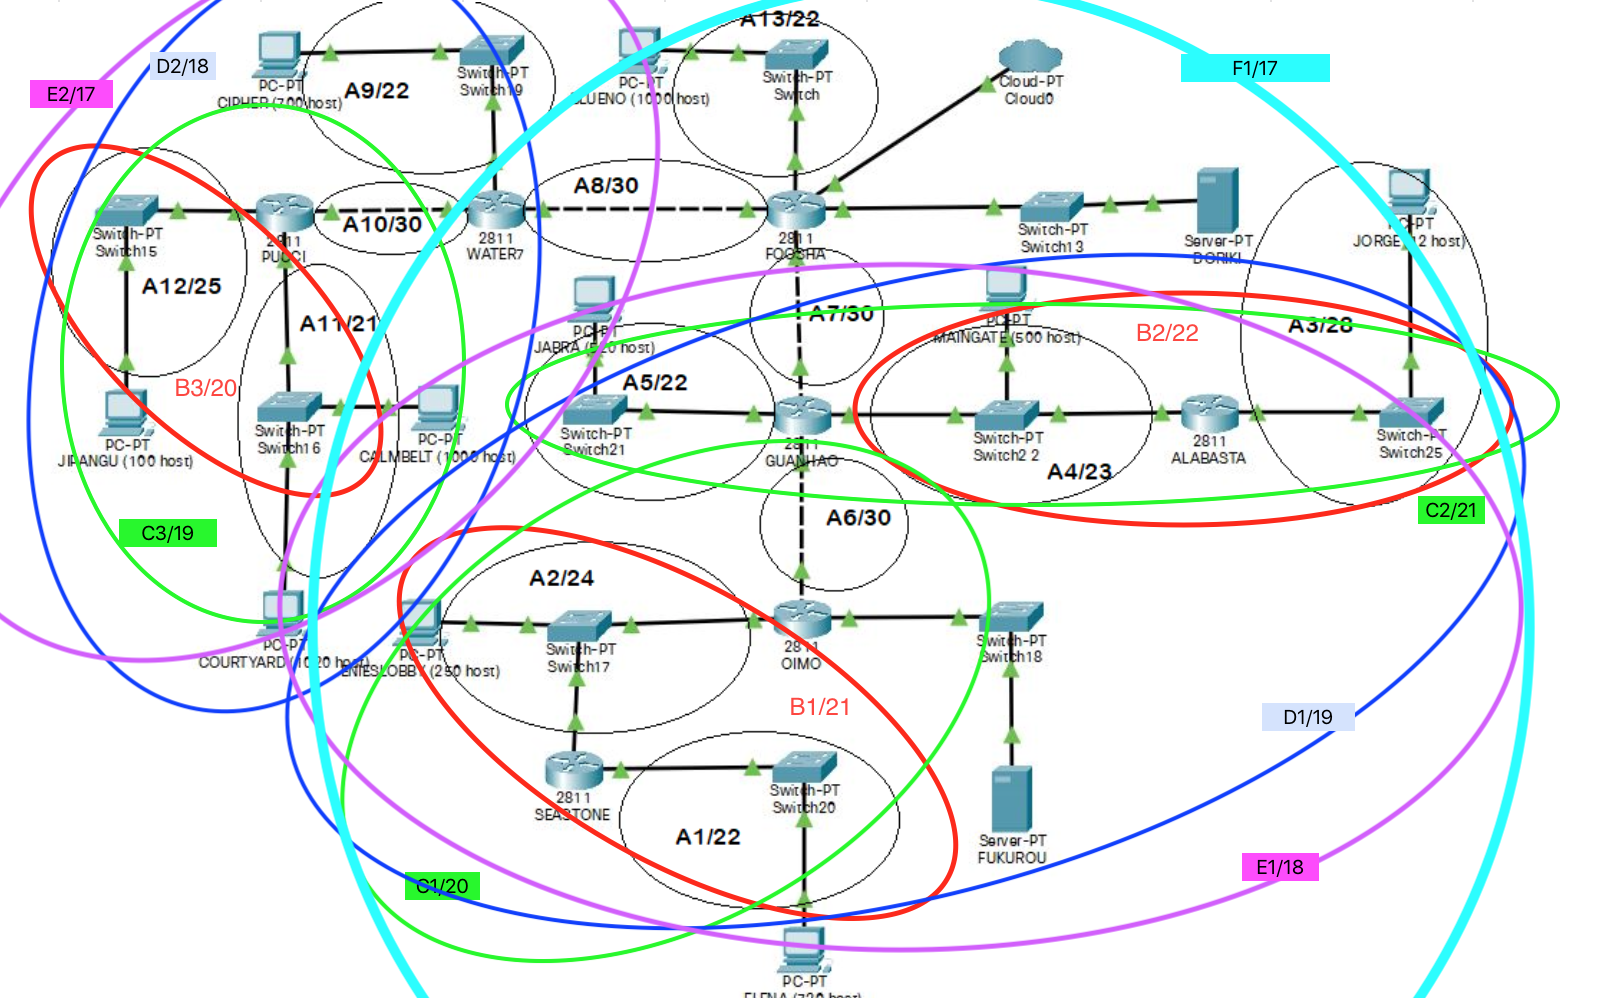 A13/22
D2/18
F1/17
Switch-PT
Switch19
Switch-PT
Switch
PC-PT
CIPHER (700 host)
A9/22
E2/17
PC-PT
BLUENO (1000 host)
Cloud-PT
Cloud0
A8/30
A10/30
Switch-PT
Switch15
2811
PUCCI
2811
WATER7
2811
FOOSHA
Switch-PT
Switch13
Server-PT
DORIKI
PC-PT
JORGE (12 host)
A12/25
A11/21
A7/30
A3/28
PC-PT
JABRA (520 host)
PC-PT
MAINGATE (500 host)
B2/22
B3/20
A5/22
PC-PT
JIPANGU (100 host)
Switch-PT
Switch16
PC-PT
CALMBELT (1000 host)
Switch-PT
Switch21
2811
GUANHAO
Switch-PT
Switch2 2
2811
ALABASTA
Switch-PT
Switch25
A4/23
C2/21
A6/30
C3/19
A2/24
PC-PT
COURTYARD (1020 host)
PC-PT
ENIESLOBBY (250 host)
Switch-PT
Switch17
2811
OIMO
Switch-PT
Switch18
B1/21
D1/19
2811
SEASTONE
Switch-PT
Switch20
A1/22
Server-PT
FUKUROU
E1/18
C1/20
PC-PT
ELENA (720 host)